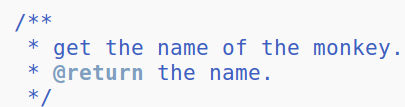 /**
 * get the name of the monkey.
 * @return the name.
 */